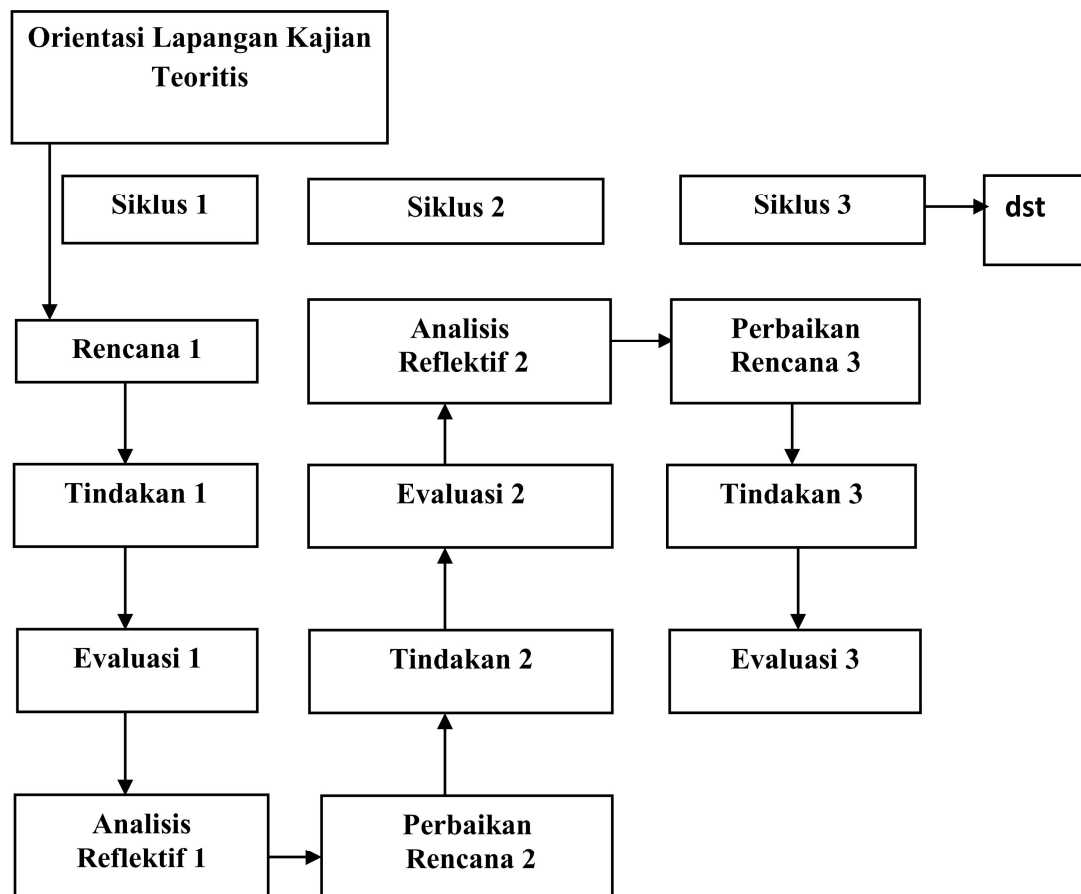 Orientasi Lapangan Kajian
Teoritis
Siklus 1
Siklus 2
Siklus 3
dst
Rencana 1
Analisis
Reflektif 2
Perbaikan
Rencana 3
Tindakan 1
Evaluasi 2
Tindakan 3
Evaluasi 1
Tindakan 2
Evaluasi 3
Analisis
Reflektif 1
Perbaikan
Rencana 2